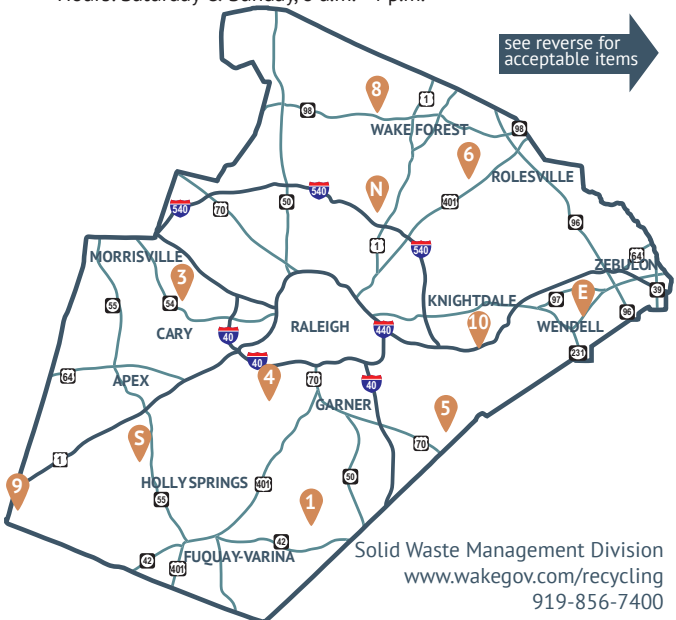 see reverse for
acceptable items
8
1
98
WAKE FOREST
98
6
ROLESVILLE
540
N
540
70
50
401
96
1
540
MORRISVILLE
64
ZEBULON
3
39
55
54
KNIGHTDALE
97
E
96
CARY
40
RALEIGH
440
10
WENDELL
40
231
64
APEX
4
70
40
GARNER
5
S
70
1
9
HOLLY SPRINGS
401
50
55
1
42
42
FUQUAY-VARINA
401
Solid Waste Management Division
www.wakegov.com/recycling
919-856-7400